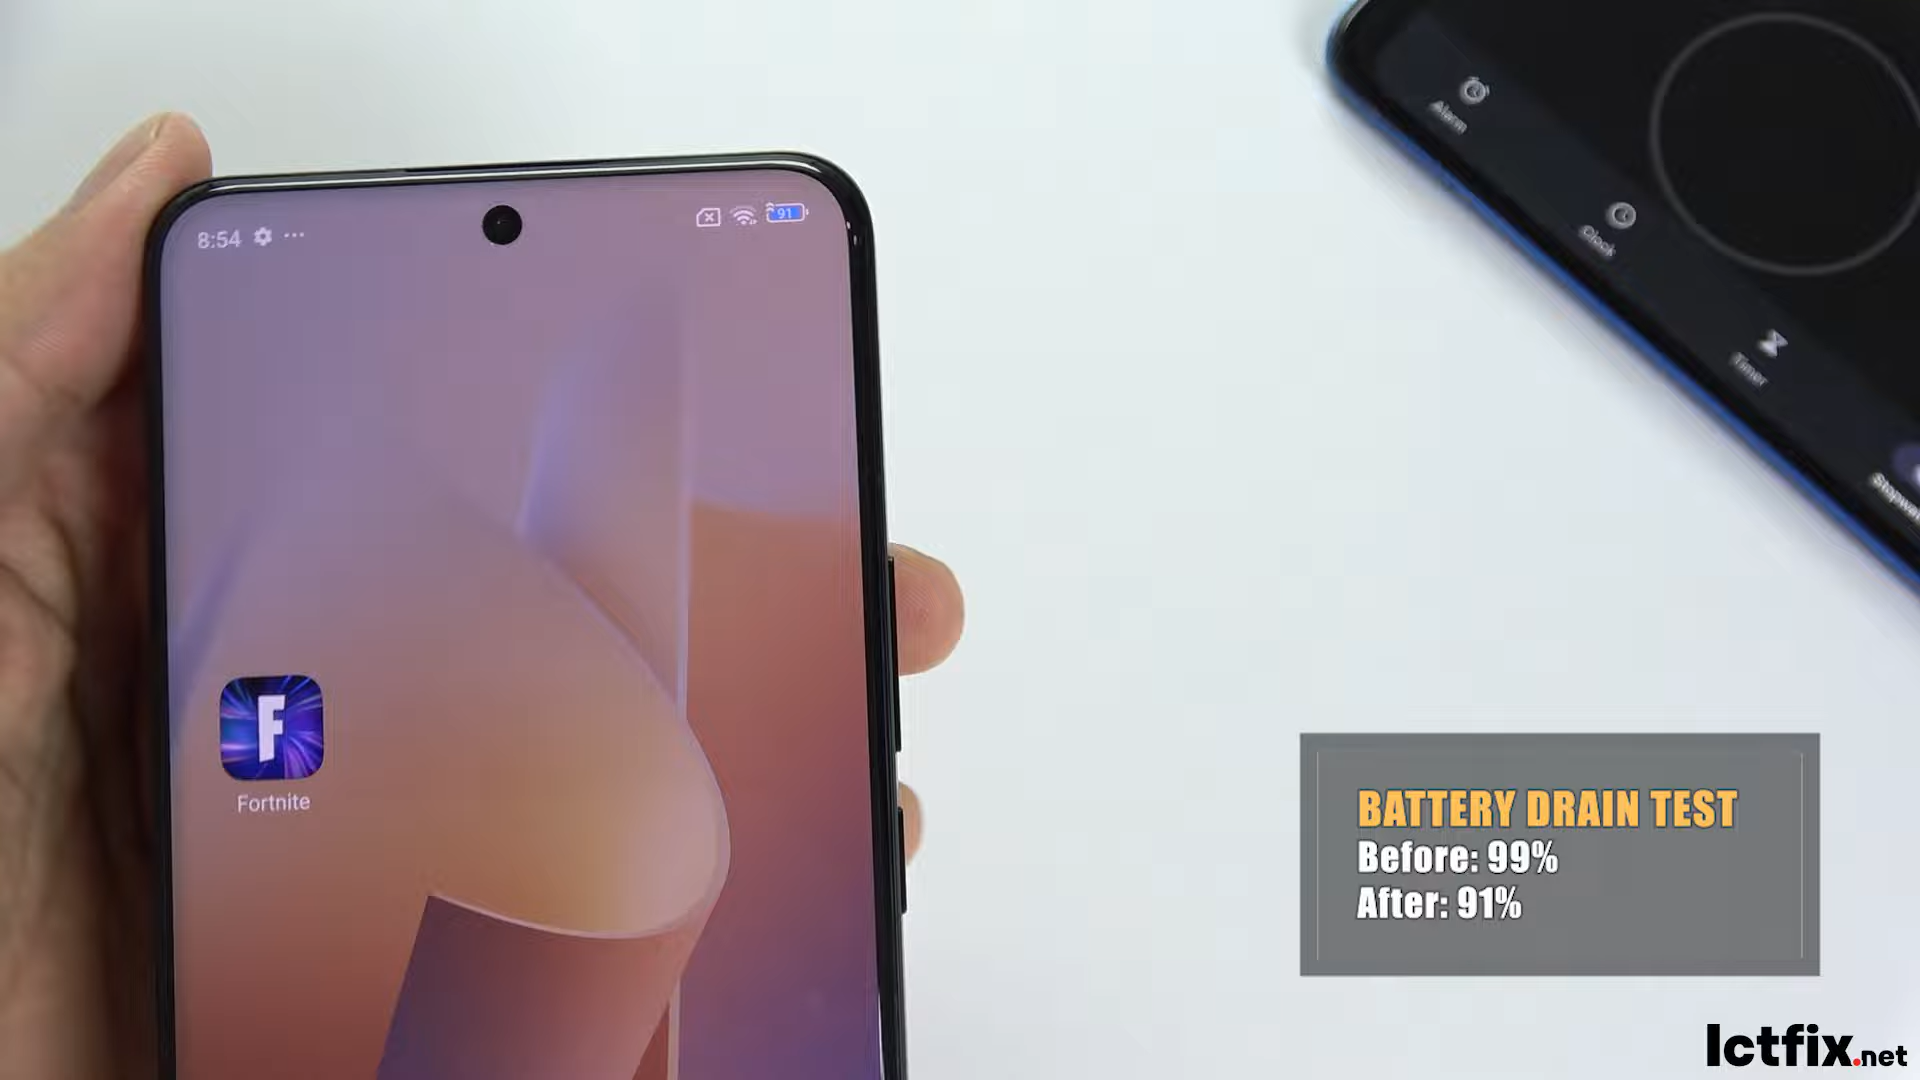 8:54
91
Alarm
Clock
Timer
Fortnite
F
BATTERY DRAIN TEST
Before: 99%
After: 91%
Ictfix.net